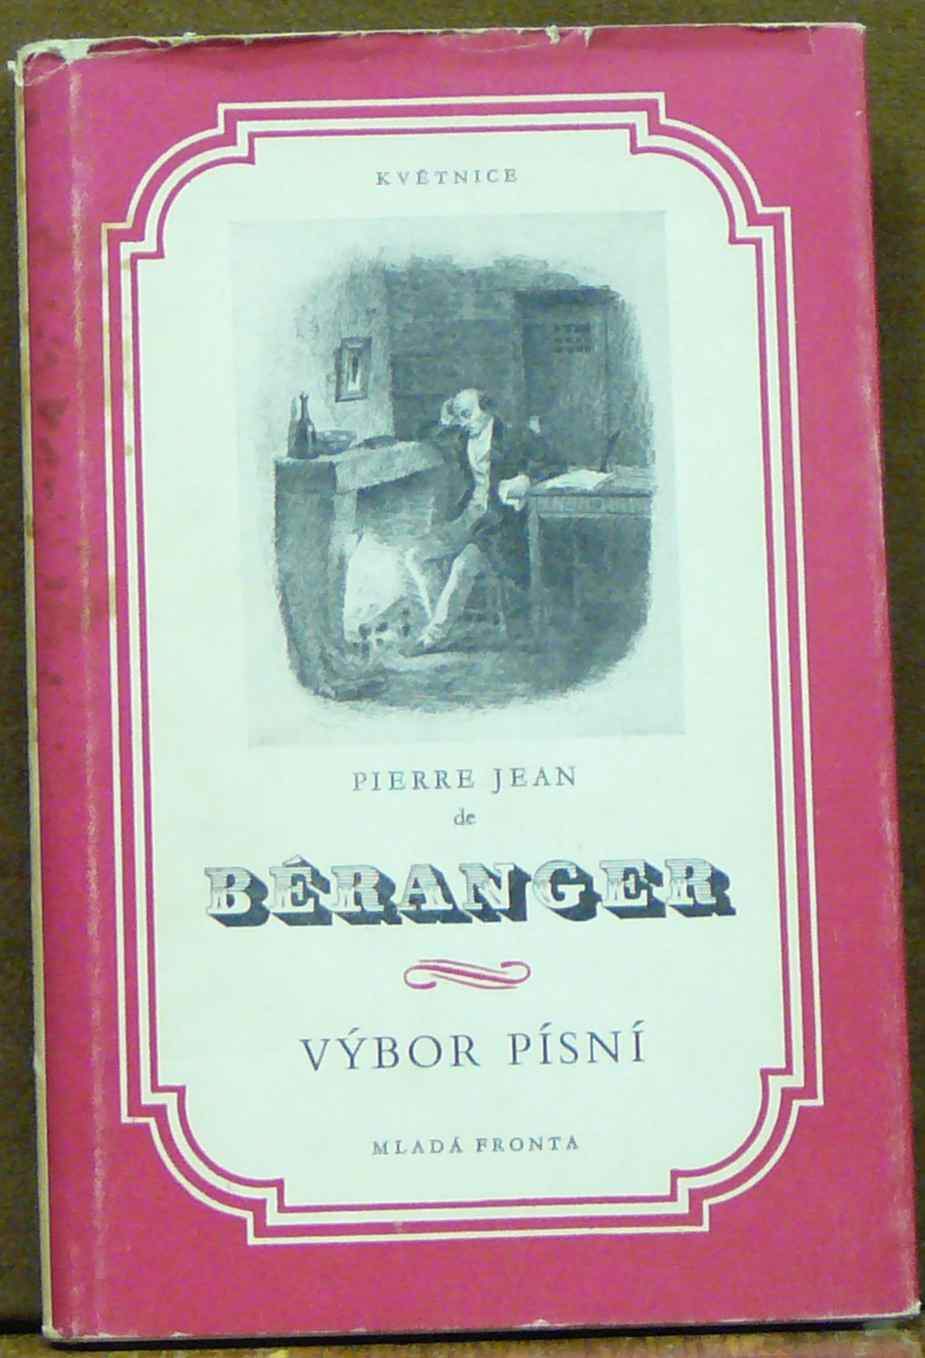 KVĚTNICE
PIERRE JEAN
de
BÉRANGER
VÝBOR PÍSNÍ
MLADÁ FRONTA